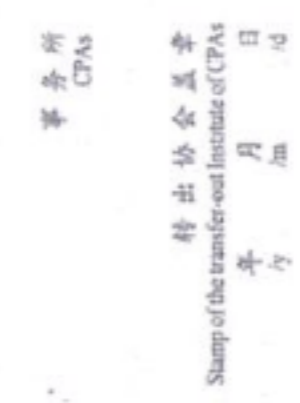 事务所
CPAs
转出协会盖章
Stamp of the transfer-out Institute of CPAs
年 月 日
/y /m /d